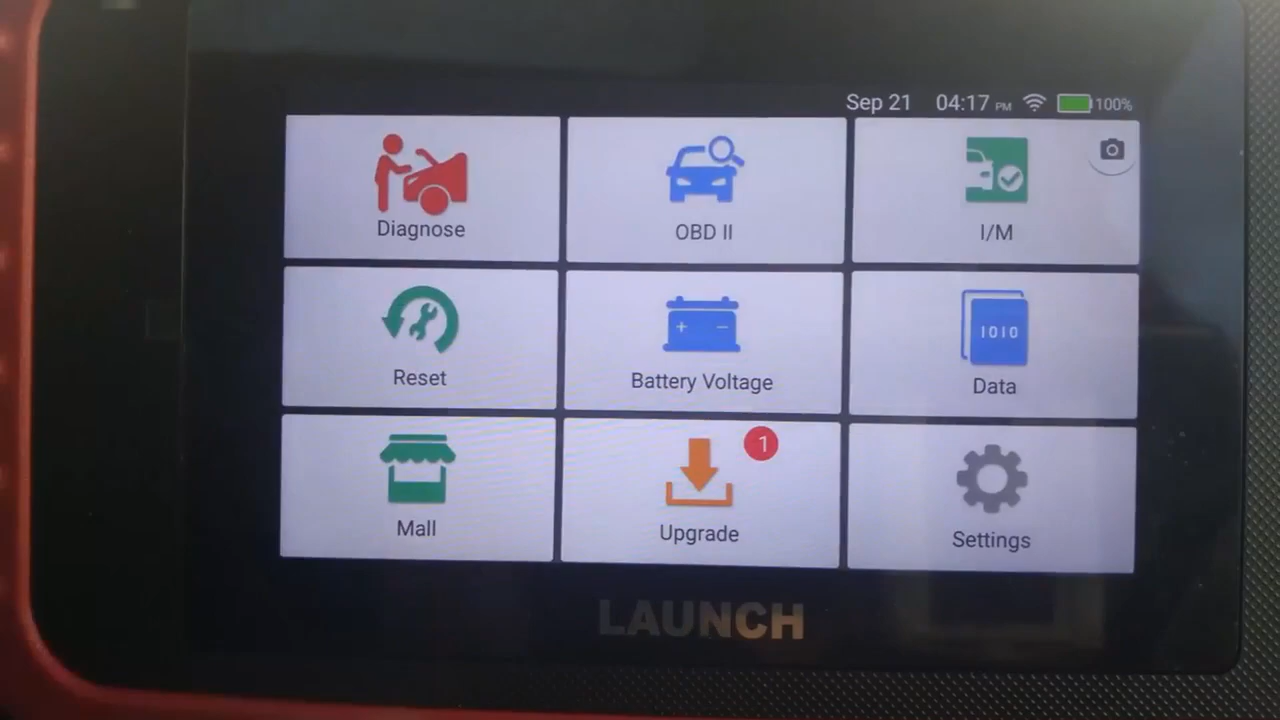 Sep 21 04:17 PM 100%
Diagnose
OBD II
I/M
Reset
+ -
Battery Voltage
1010
Data
Mall
1
Upgrade
Settings
LAUNCH